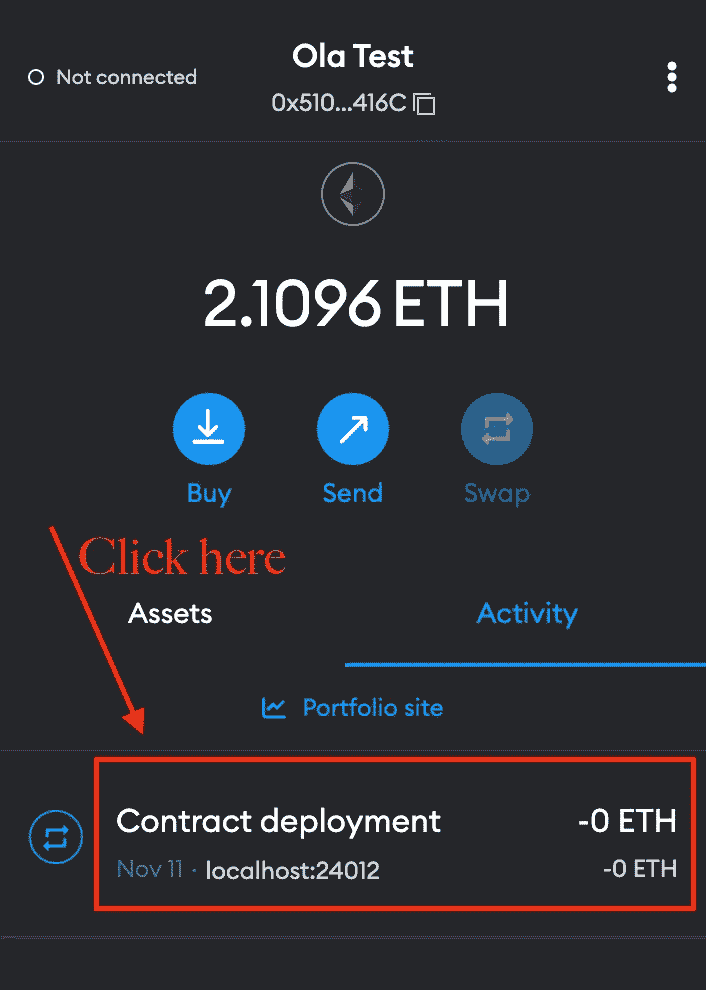 Ola Test
Not connected
0x510...416C
2.1096 ETH
Buy Send Swap
Click here
Assets Activity
Portfolio site
Contract deployment -0 ETH
Nov 11 · localhost:24012 -0 ETH